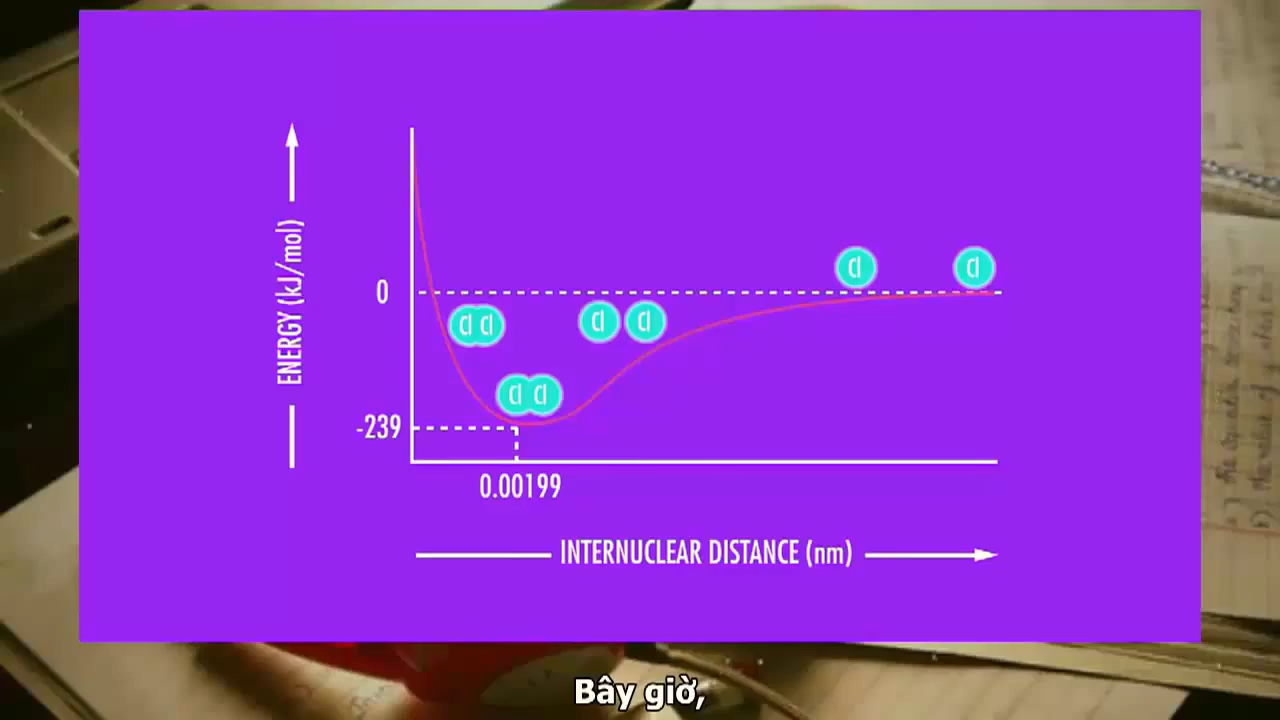 ENERGY (kJ/mol)
0
-239
Cl Cl
Cl Cl
Cl Cl
Cl Cl
0.00199
INTERNUCLEAR DISTANCE (nm)
Bây giờ,